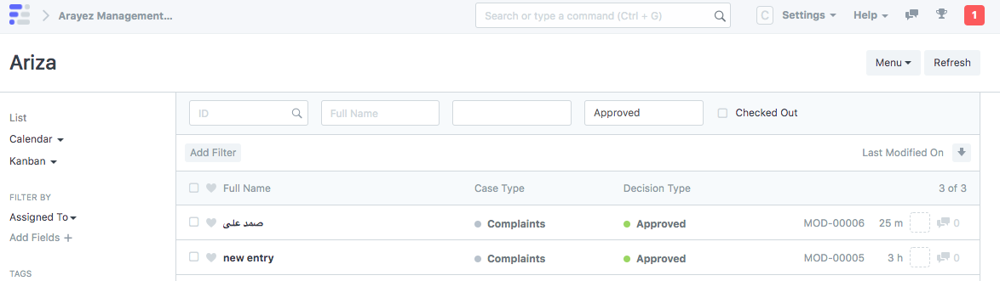 Arayez Management... Search or type a command (Ctrl + G) C Settings Help 1
Ariza Menu Refresh
List
Calendar
Kanban
FILTER BY
Assigned To
Add Fields +
TAGS
ID Full Name Approved Checked Out
Add Filter Last Modified On
Full Name Case Type Decision Type 3 of 3
صمد علی Complaints Approved MOD-00006 25 m 0
new entry Complaints Approved MOD-00005 3 h 0